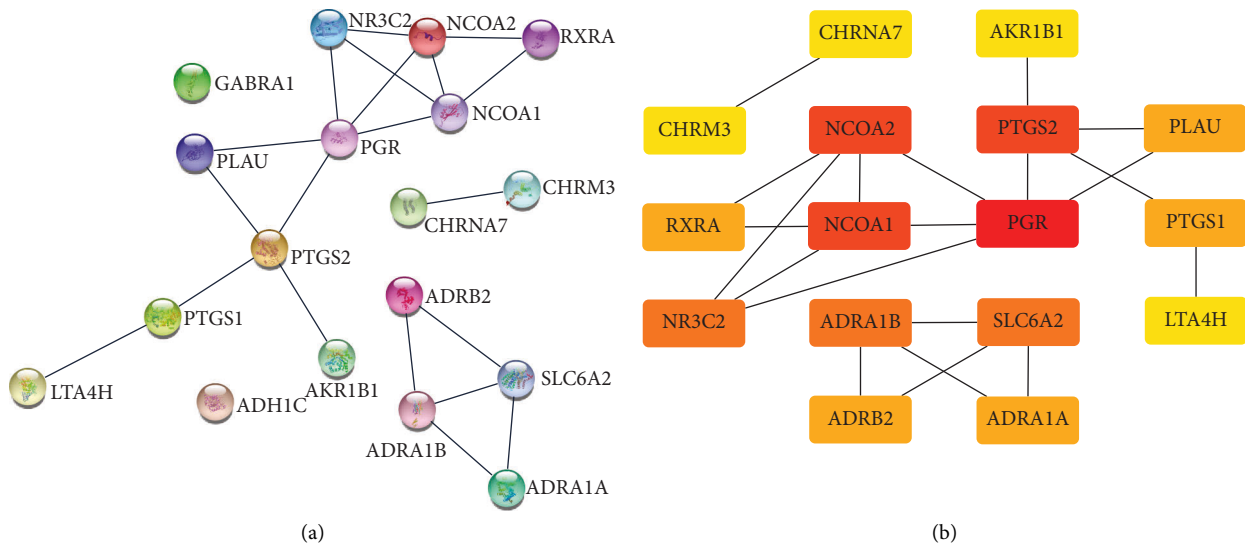 NR3C2
NCOA2
RXRA
GABRA1
NCOA1
PGR
PLAU
CHRM3
CHRNA7
PTGS2
ADRB2
PTGS1
SLC6A2
AKR1B1
LTA4H
ADH1C
ADRA1B
ADRA1A
(a)
CHRNA7
AKR1B1
CHRM3
NCOA2
PTGS2
PLAU
RXRA
NCOA1
PGR
PTGS1
NR3C2
ADRA1B
SLC6A2
LTA4H
ADRB2
ADRA1A
(b)